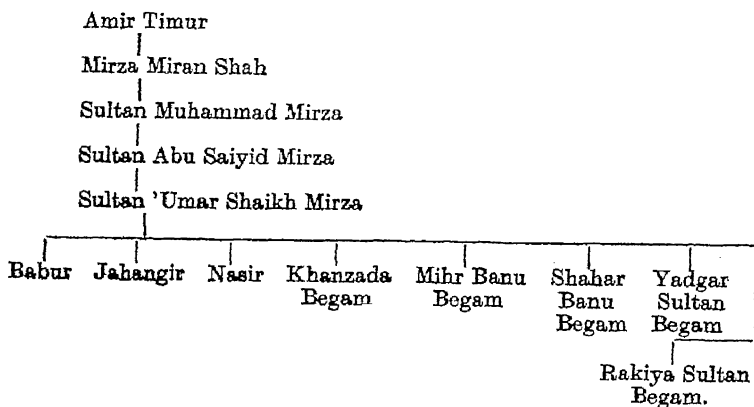 Amir Timur
Mirza Miran Shah
Sultan Muhammad Mirza
Sultan Abu Saiyid Mirza
Sultan 'Umar Shaikh Mirza
Babur Jahangir Nasir Khanzada Mihr Banu Shahar Yadgar
Begam Begam Banu Sultan
Begam Begam
Rakiya Sultan
Begam.